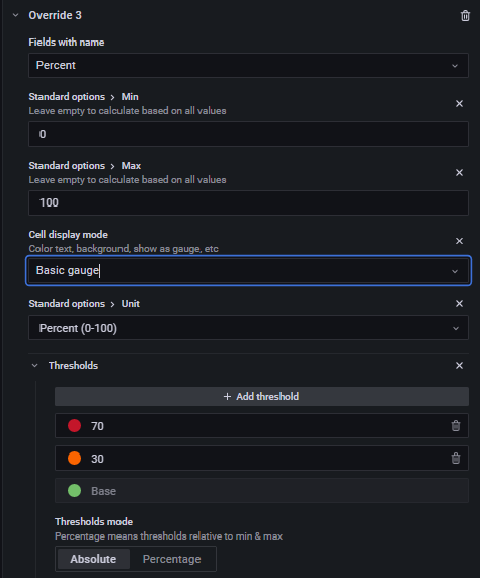 Override 3
Fields with name
Percent
Standard options > Min
Leave empty to calculate based on all values
0
Standard options > Max
Leave empty to calculate based on all values
100
Cell display mode
Color text, background, show as gauge, etc
Basic gauge
Standard options > Unit
Percent (0-100)
Thresholds
+ Add threshold
70
30
Base
Thresholds mode
Percentage means thresholds relative to min & max
Absolute Percentage